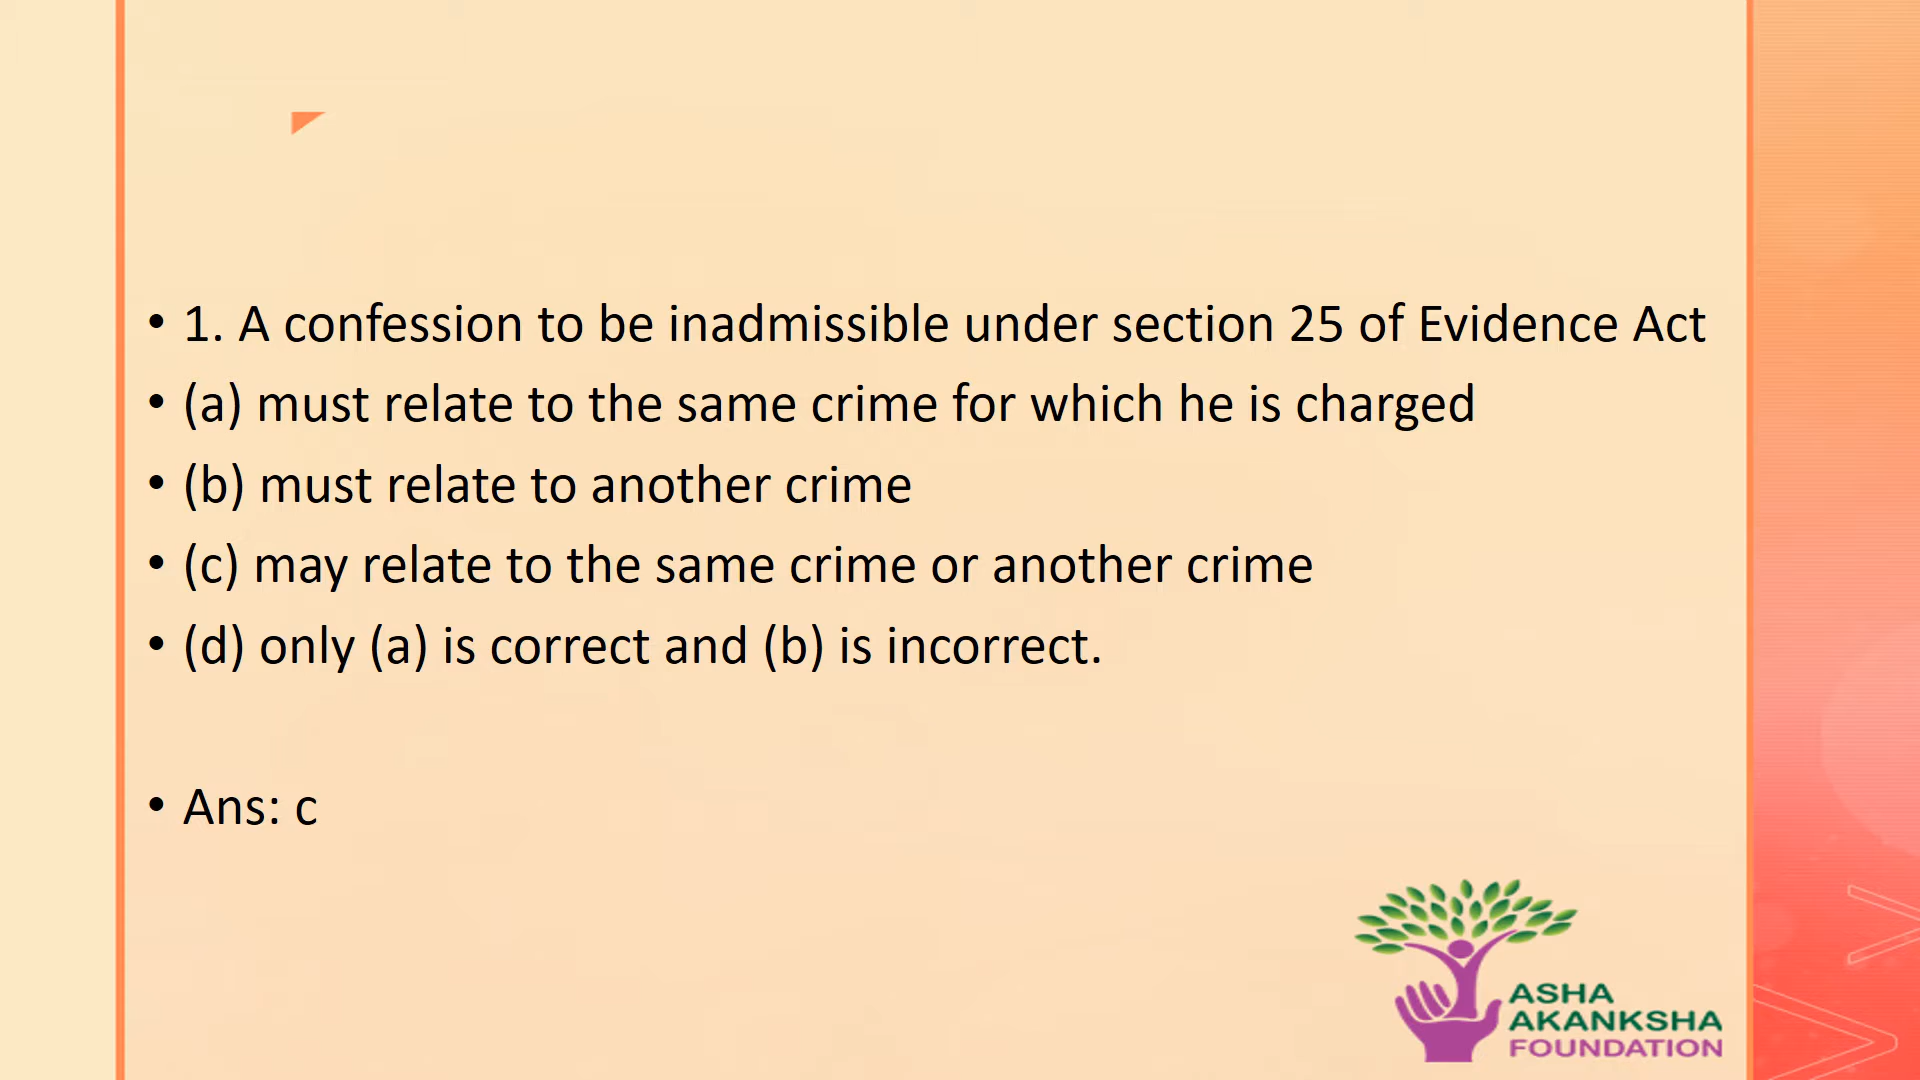 • 1. A confession to be inadmissible under section 25 of Evidence Act
• (a) must relate to the same crime for which he is charged
• (b) must relate to another crime
• (c) may relate to the same crime or another crime
• (d) only (a) is correct and (b) is incorrect.
• Ans: c
ASHA
AKANKSHA
FOUNDATION